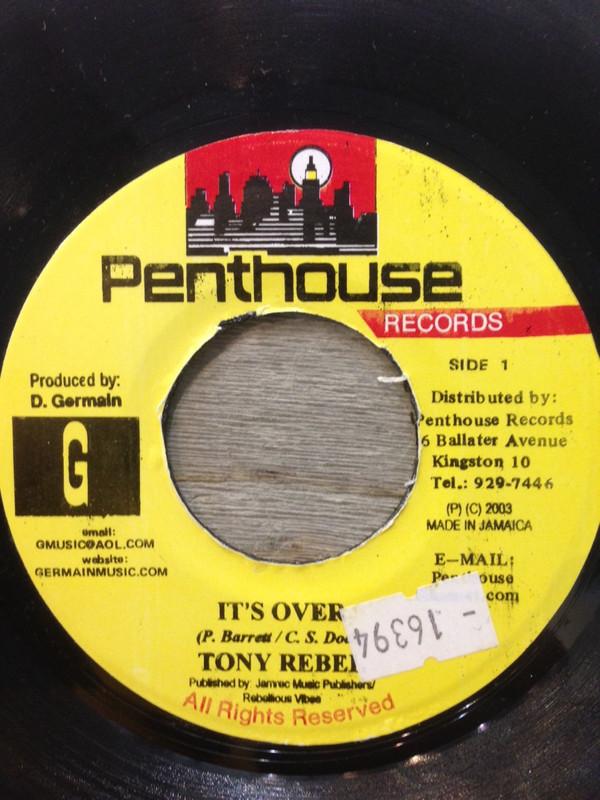 Penthouse
RECORDS
SIDE 1
Produced by:
D. Germain
G
email:
GMUSIC@AOL.COM
website:
GERMAINMUSIC.COM
Distributed by:
Penthouse Records
6 Ballater Avenue
Kingston 10
Tel.: 929-7446
(P) (C) 2003
MADE IN JAMAICA
E-MAIL:
Penthouse
.com
IT'S OVER
(P. Barrett / C. S. Do
TONY REBE
Published by Jamrec Music Publishers/
Rebellious Vibes
All Rights Reserved
- 16394